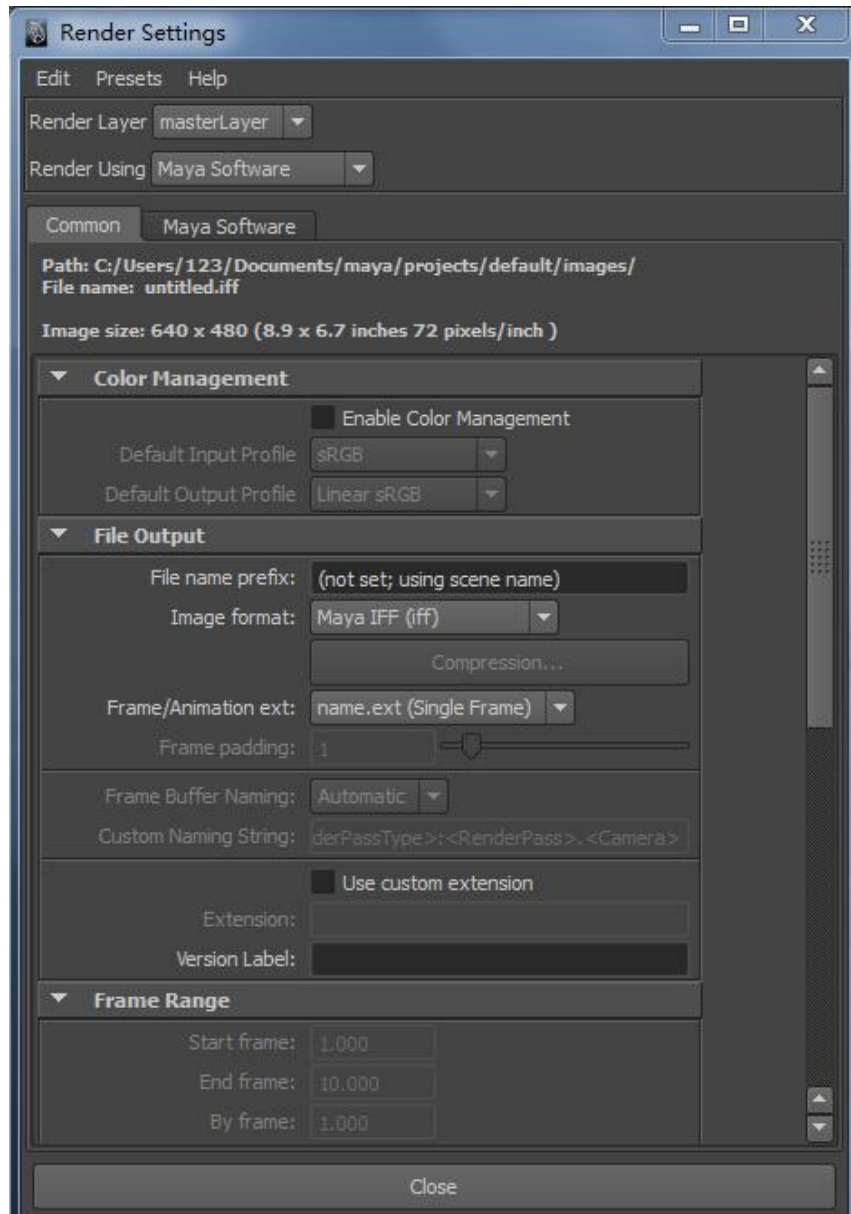 Render Settings
Edit Presets Help
Render Layer masterLayer
Render Using Maya Software
Common Maya Software
Path: C:/Users/123/Documents/maya/projects/default/images/
File name: untitled.iff
Image size: 640 x 480 (8.9 x 6.7 inches 72 pixels/inch )
Color Management
Enable Color Management
Default Input Profile sRGB
Default Output Profile Linear sRGB
File Output
File name prefix: (not set; using scene name)
Image format: Maya IFF (iff)
Compression...
Frame/Animation ext: name.ext (Single Frame)
Frame padding: 1
Frame Buffer Naming: Automatic
Custom Naming String: derPassType>:<RenderPass>.<Camera>
Use custom extension
Extension:
Version Label:
Frame Range
Start frame: 1.000
End frame: 10.000
By frame: 1.000
Close